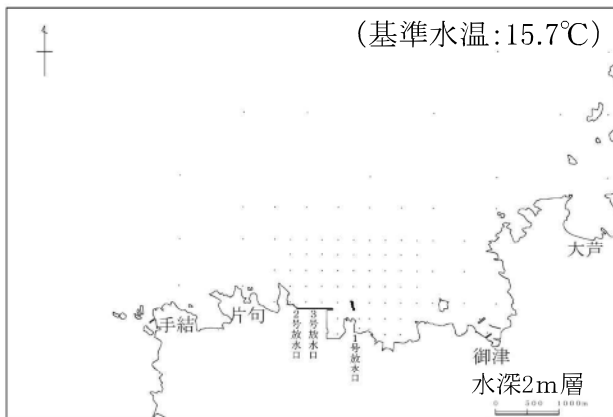 (基準水温:15.7℃)
大芦
手結
片句
2号放水口
3号放水口
1号放水口
御津
水深2m層
0 500 1000m